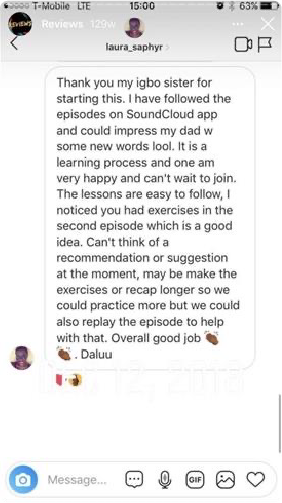 T-Mobile LTE 15:00 63%
Reviews 129w
laura_saphyr
Thank you my igbo sister for
starting this. I have followed the
episodes on SoundCloud app
and could impress my dad w
some new words lool. It is a
learning process and one am
very happy and can't wait to join.
The lessons are easy to follow, I
noticed you had exercises in the
second episode which is a good
idea. Can't think of a
recommendation or suggestion
at the moment, may be make the
exercises or recap longer so we
could practice more but we could
also replay the episode to help
with that. Overall good job 👏🏾
👏🏾 . Daluu
12, 2018
Message...
GIF